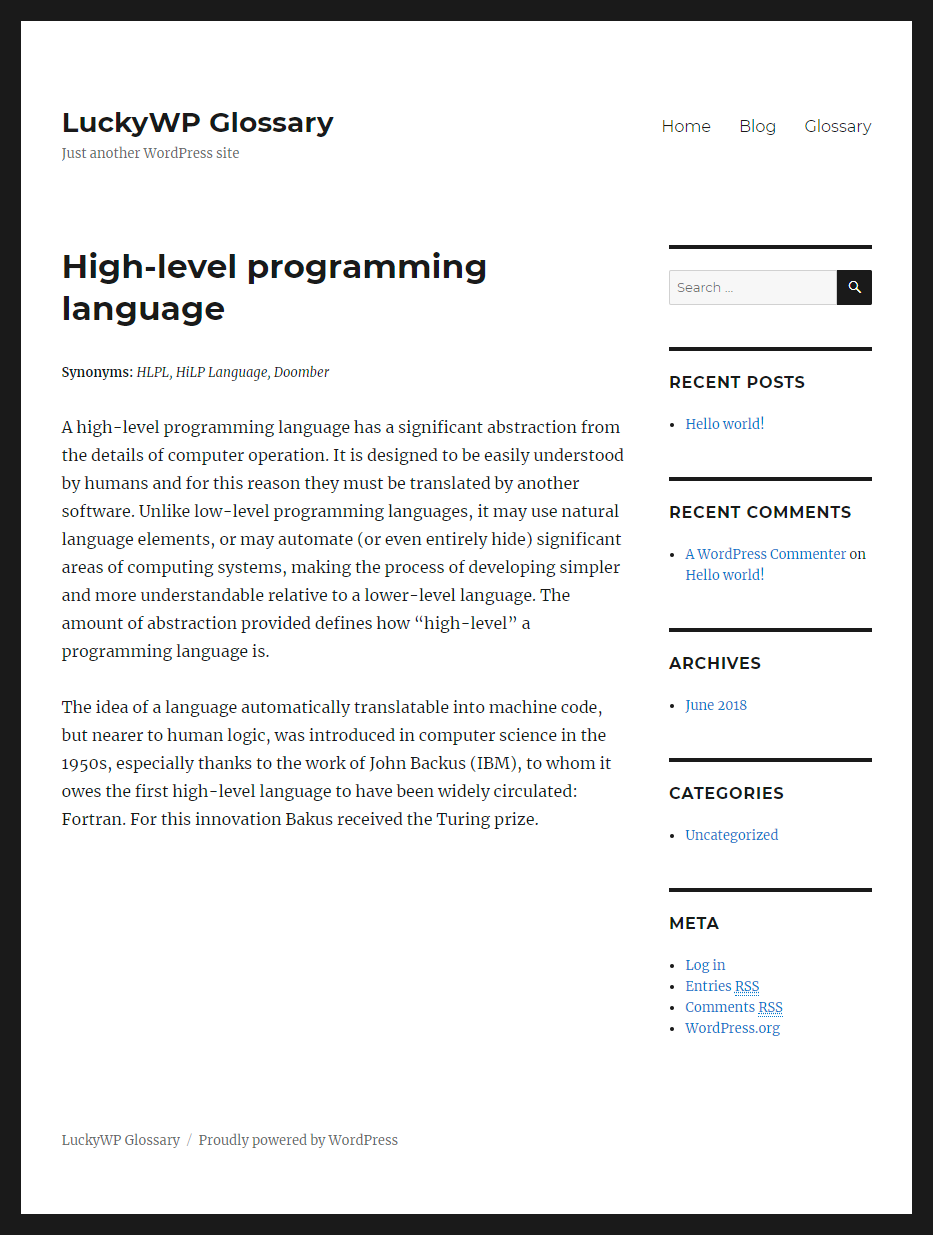 LuckyWP Glossary
Just another WordPress site
Home Blog Glossary
High-level programming
language
Synonyms: HLPL, HiLP Language, Doomber
A high-level programming language has a significant abstraction from
the details of computer operation. It is designed to be easily understood
by humans and for this reason they must be translated by another
software. Unlike low-level programming languages, it may use natural
language elements, or may automate (or even entirely hide) significant
areas of computing systems, making the process of developing simpler
and more understandable relative to a lower-level language. The
amount of abstraction provided defines how “high-level” a
programming language is.
The idea of a language automatically translatable into machine code,
but nearer to human logic, was introduced in computer science in the
1950s, especially thanks to the work of John Backus (IBM), to whom it
owes the first high-level language to have been widely circulated:
Fortran. For this innovation Bakus received the Turing prize.
Search ...
RECENT POSTS
Hello world!
RECENT COMMENTS
A WordPress Commenter on
Hello world!
ARCHIVES
June 2018
CATEGORIES
Uncategorized
META
Log in
Entries RSS
Comments RSS
WordPress.org
LuckyWP Glossary / Proudly powered by WordPress